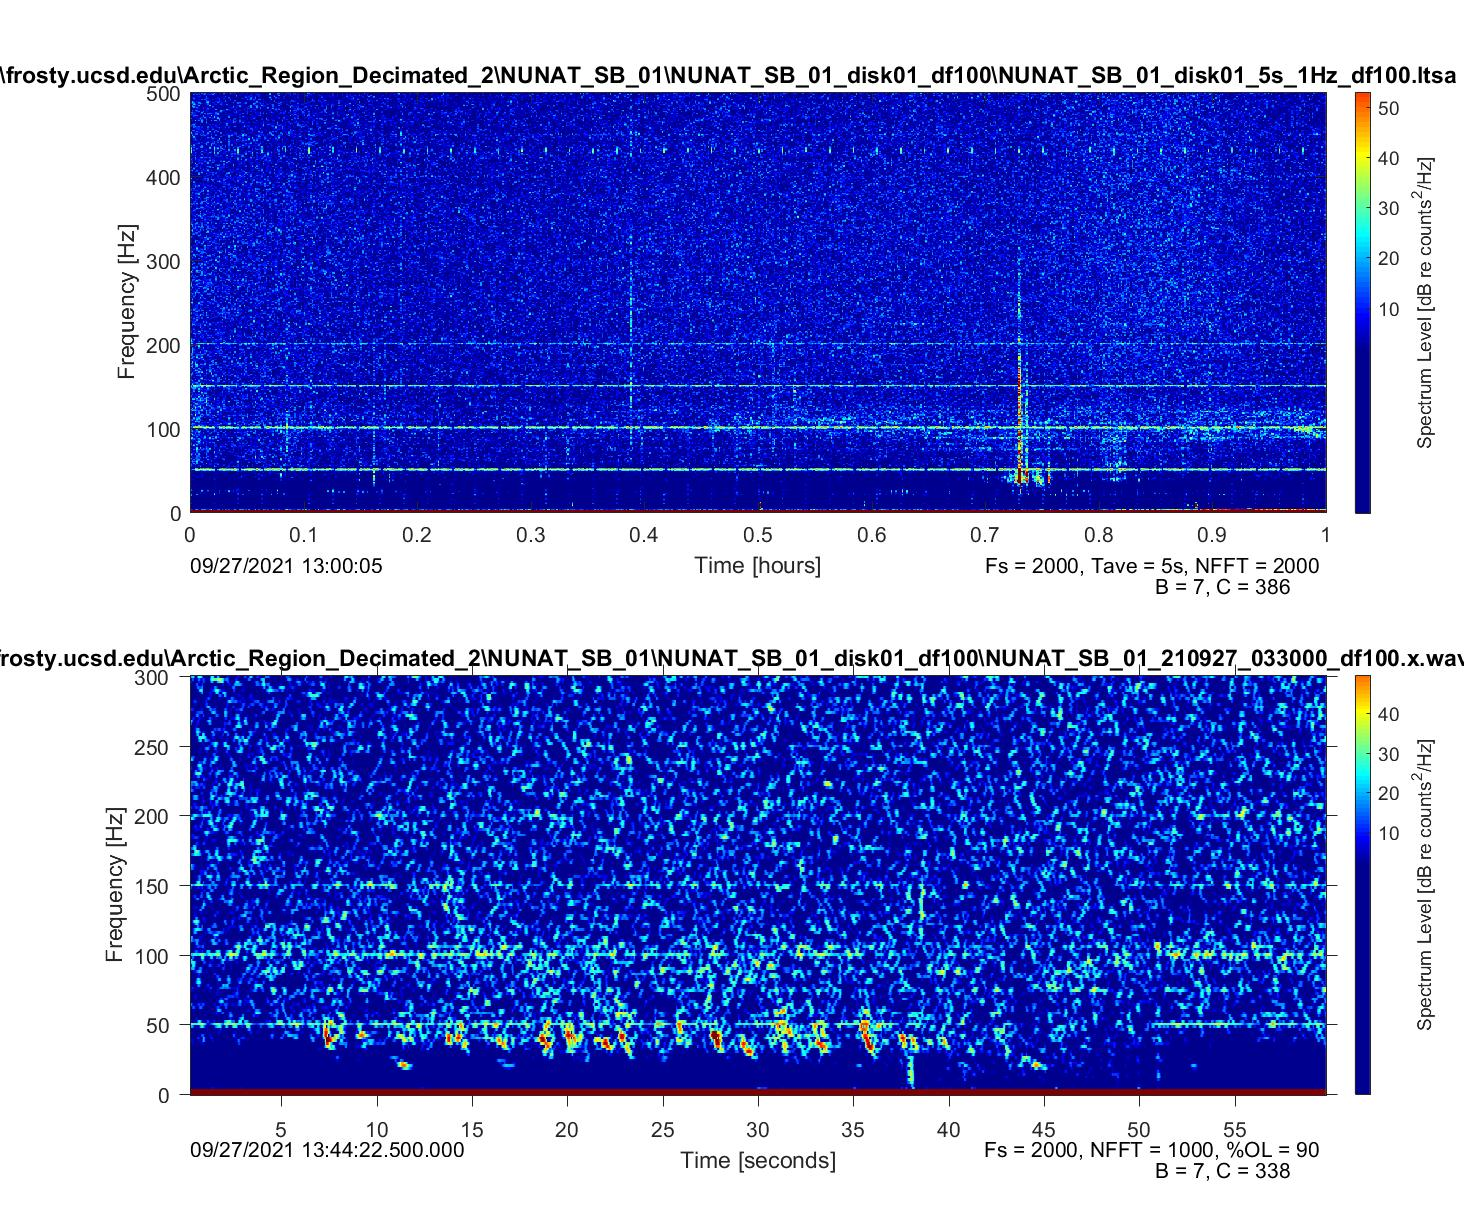 \frosty.ucsd.edu\Arctic_Region_Decimated_2\NUNAT_SB_01\NUNAT_SB_01_disk01_df100\NUNAT_SB_01_disk01_5s_1Hz_df100.ltsa
500
400
300
200
100
0
Frequency [Hz]
0 0.1 0.2 0.3 0.4 0.5 0.6 0.7 0.8 0.9 1
Time [hours]
09/27/2021 13:00:05
Fs = 2000, Tave = 5s, NFFT = 2000
B = 7, C = 386
50
40
30
20
10
Spectrum Level [dB re counts²/Hz]
frosty.ucsd.edu\Arctic_Region_Decimated_2\NUNAT_SB_01\NUNAT_SB_01_disk01_df100\NUNAT_SB_01_210927_033000_df100.x.wav
300
250
200
150
100
50
0
Frequency [Hz]
5 10 15 20 25 30 35 40 45 50 55
Time [seconds]
09/27/2021 13:44:22.500.000
Fs = 2000, NFFT = 1000, %OL = 90
B = 7, C = 338
40
30
20
10
Spectrum Level [dB re counts²/Hz]